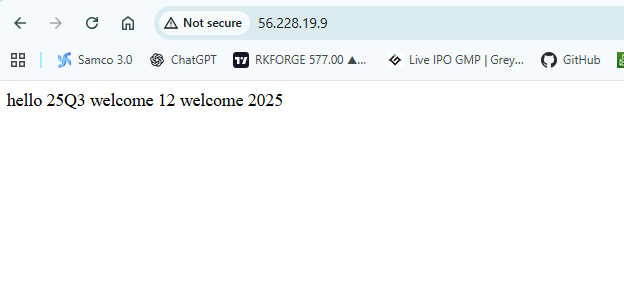 Not secure 56.228.19.9
Samco 3.0 ChatGPT RKFORGE 577.00 ▲... Live IPO GMP | Grey... GitHub
hello 25Q3 welcome 12 welcome 2025